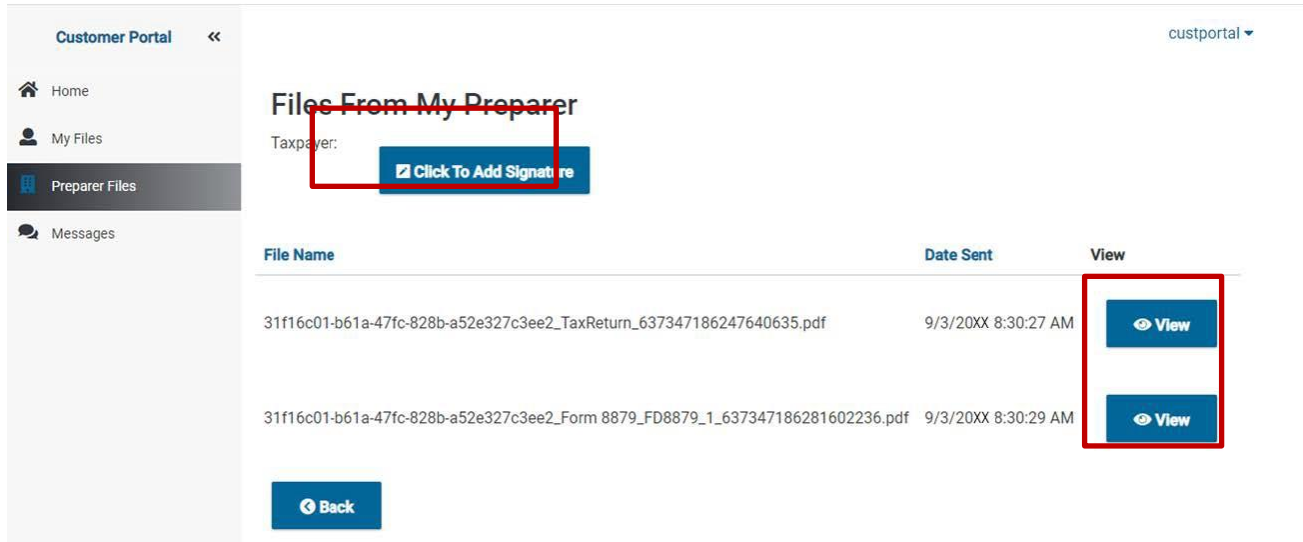 Customer Portal
custportal
Home
My Files
Preparer Files
Messages
Files From My Preparer
Taxpayer:
Click To Add Signature
File Name Date Sent View
31f16c01-b61a-47fc-828b-a52e327c3ee2_TaxReturn_637347186247640635.pdf 9/3/20XX 8:30:27 AM View
31f16c01-b61a-47fc-828b-a52e327c3ee2_Form 8879_FD8879_1_637347186281602236.pdf 9/3/20XX 8:30:29 AM View
Back